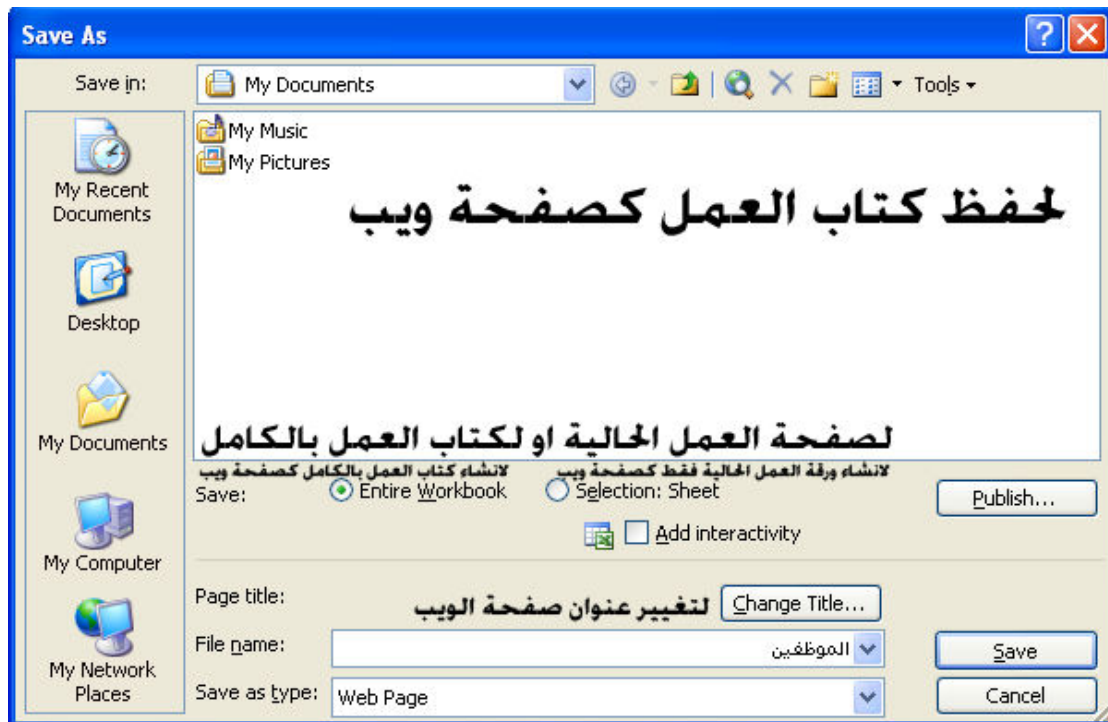 Save As
Save in:
My Documents
Tools
My Recent
Documents
Desktop
My Documents
My Computer
My Network
Places
My Music
My Pictures
لحفظ كتاب العمل كصفحة ويب
لصفحة العمل الحالية او لكتاب العمل بالكامل
لانشاء ورقة العمل الحالية فقط كصفحة ويب
لانشاء كتاب العمل بالكامل كصفحة ويب
Save: Entire Workbook Selection: Sheet
Publish...
Add interactivity
Page title:
لتغيير عنوان صفحة الويب
Change Title...
File name: الموظفين
Save
Save as type: Web Page
Cancel